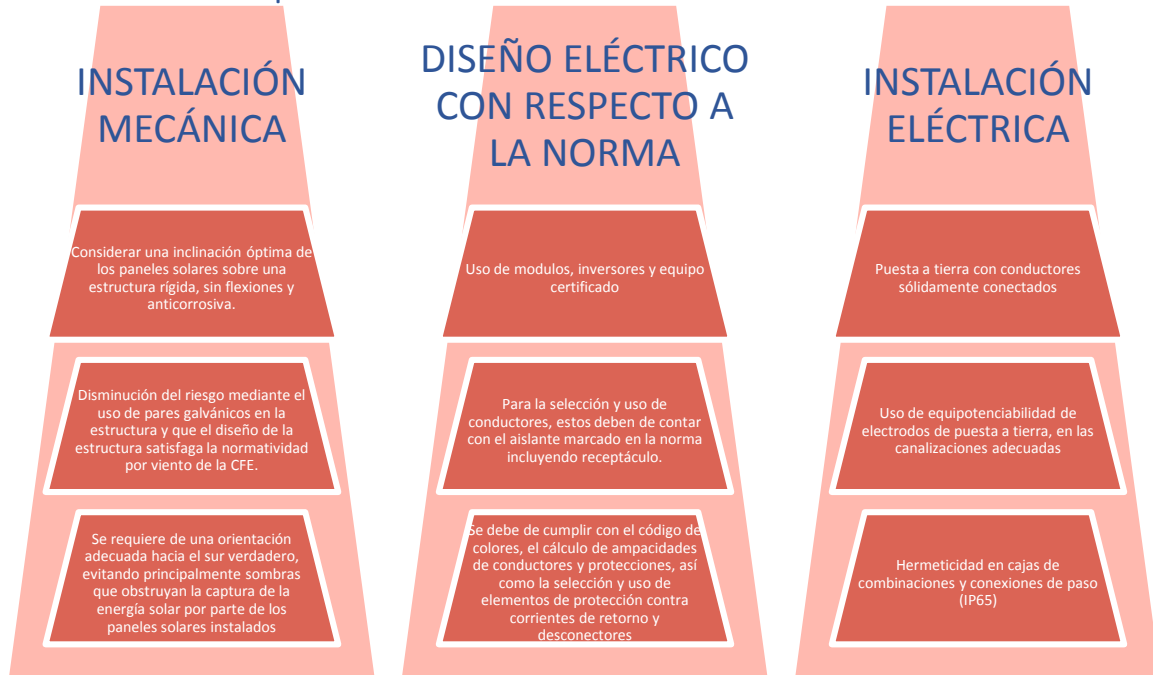 INSTALACIÓN
MECÁNICA
Considerar una inclinación óptima de
los paneles solares sobre una
estructura rígida, sin flexiones y
anticorrosiva.
Disminución del riesgo mediante el
uso de pares galvánicos en la
estructura y que el diseño de la
estructura satisfaga la normatividad
por viento de la CFE.
Se requiere de una orientación
adecuada hacia el sur verdadero,
evitando principalmente sombras
que obstruyan la captura de la
energía solar por parte de los
paneles solares instalados
DISEÑO ELÉCTRICO
CON RESPECTO A
LA NORMA
Uso de modulos, inversores y equipo
certificado
Para la selección y uso de
conductores, estos deben de contar
con el aislante marcado en la norma
incluyendo receptáculo.
Se debe de cumplir con el código de
colores, el cálculo de ampacidades
de conductores y protecciones, así
como la selección y uso de
elementos de protección contra
corrientes de retorno y
desconectores
INSTALACIÓN
ELÉCTRICA
Puesta a tierra con conductores
sólidamente conectados
Uso de equipotenciabilidad de
electrodos de puesta a tierra, en las
canalizaciones adecuadas
Hermeticidad en cajas de
combinaciones y conexiones de paso
(IP65)